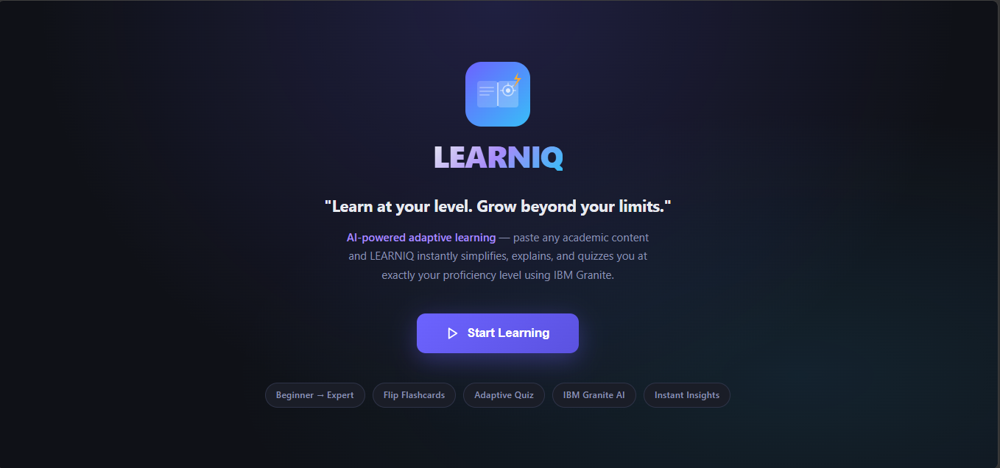 LEARNIQ
"Learn at your level. Grow beyond your limits."
AI-powered adaptive learning — paste any academic content
and LEARNIQ instantly simplifies, explains, and quizzes you at
exactly your proficiency level using IBM Granite.
Start Learning
Beginner → Expert
Flip Flashcards
Adaptive Quiz
IBM Granite AI
Instant Insights